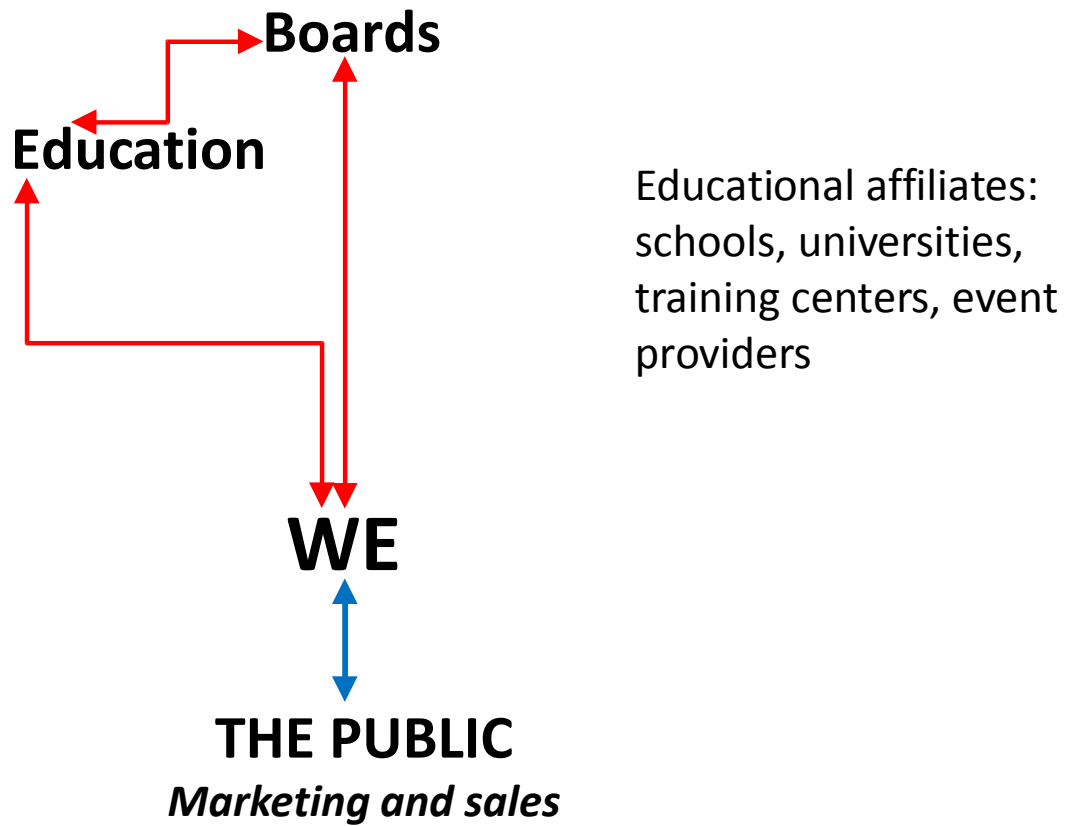 Boards
Education
Educational affiliates:
schools, universities,
training centers, event
providers
WE
THE PUBLIC
Marketing and sales